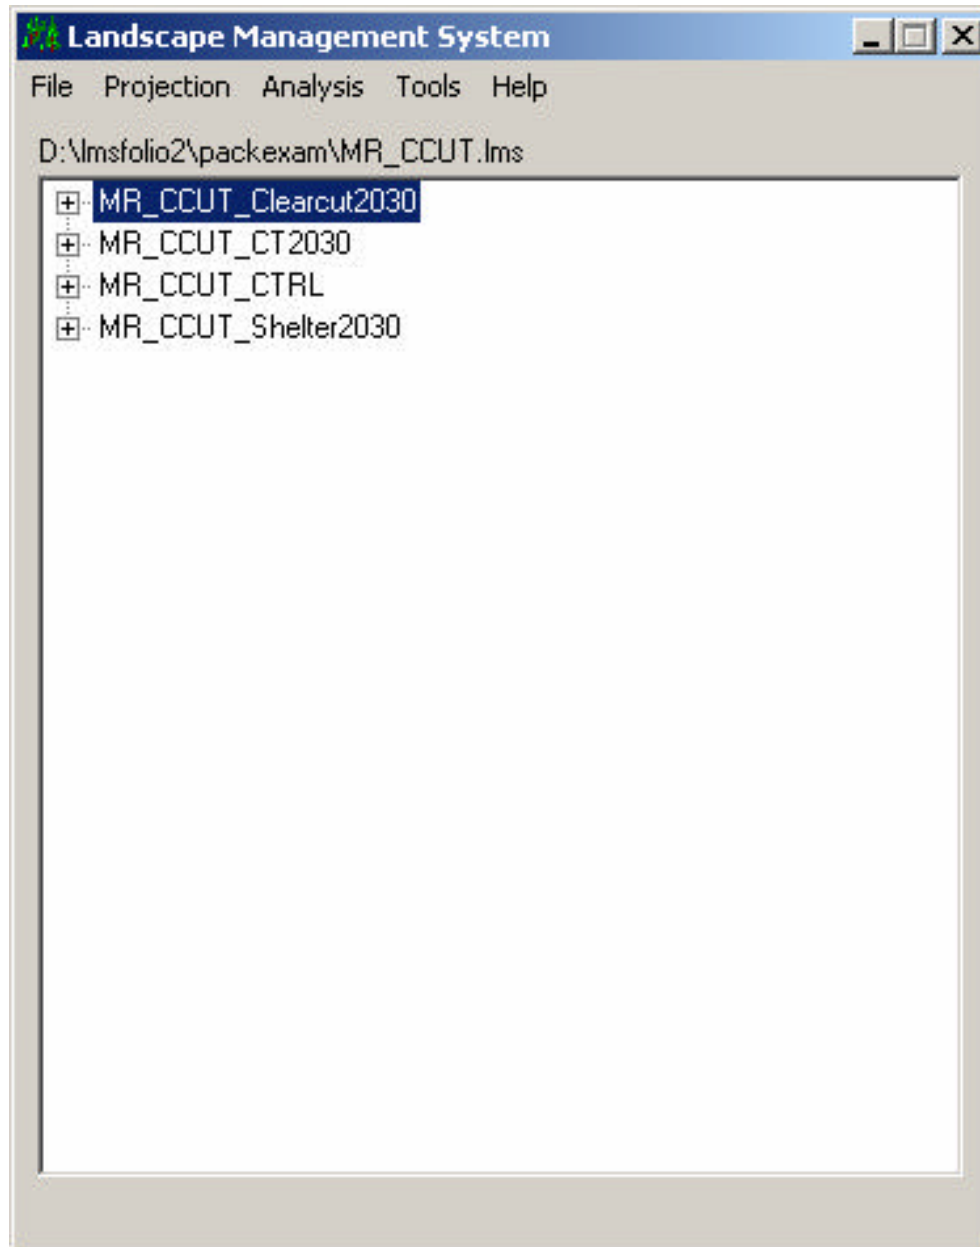 Landscape Management System
File Projection Analysis Tools Help
D:\lmsfolio2\packexam\MR_CCUT.lms
MR_CCUT_Clearcut2030
MR_CCUT_CT2030
MR_CCUT_CTRL
MR_CCUT_Shelter2030